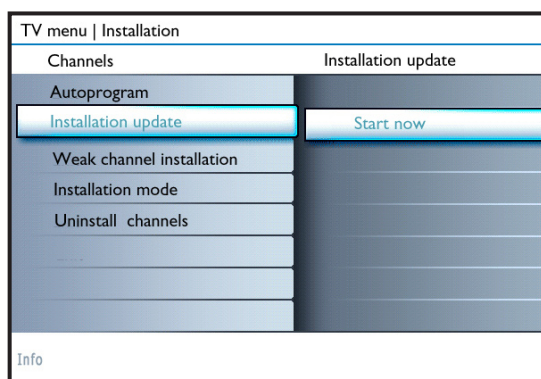 TV menu | Installation
Channels Installation update
Autoprogram
Installation update Start now
Weak channel installation
Installation mode
Uninstall channels
Info